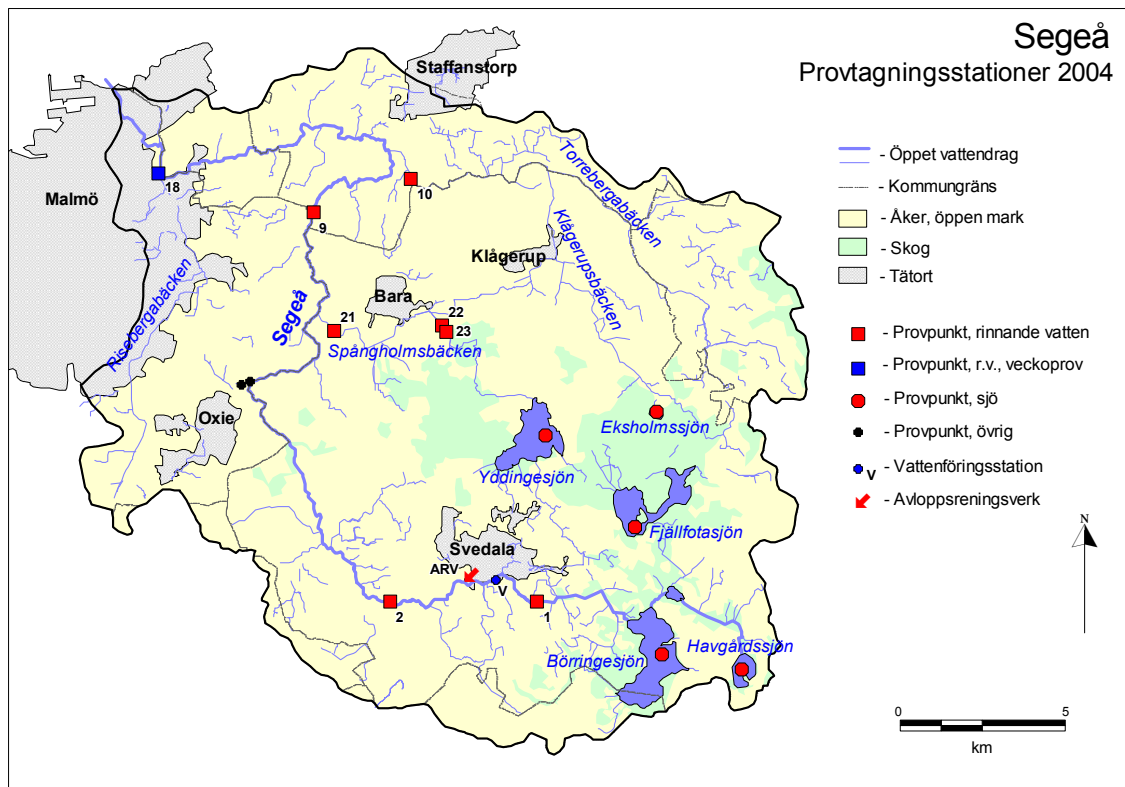 Segeå
Provtagningsstationer 2004
Staffanstorp
Malmö
18
10
9
Torrebergabäcken
Klågerupsbäcken
Klågerup
Risebergabäcken
Segeå
Bara
21
22
23
Spångholmsbäcken
Oxie
Eksholmssjön
Yddingesjön
Fjällfotasjön
Svedala
ARV
V
2
1
Börringesjön
Havgårdssjön
- Öppet vattendrag
- Kommungräns
- Åker, öppen mark
- Skog
- Tätort
- Provpunkt, rinnande vatten
- Provpunkt, r.v., veckoprov
- Provpunkt, sjö
- Provpunkt, övrig
V - Vattenföringsstation
- Avloppsreningsverk
N
0 5
km